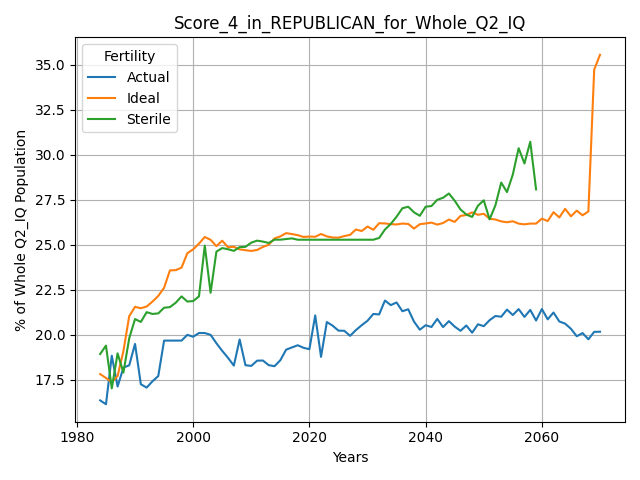 Score_4_in_REPUBLICAN_for_Whole_Q2_IQ
Fertility
Actual
Ideal
Sterile
% of Whole Q2_IQ Population
35.0
32.5
30.0
27.5
25.0
22.5
20.0
17.5
1980
2000
2020
2040
2060
Years